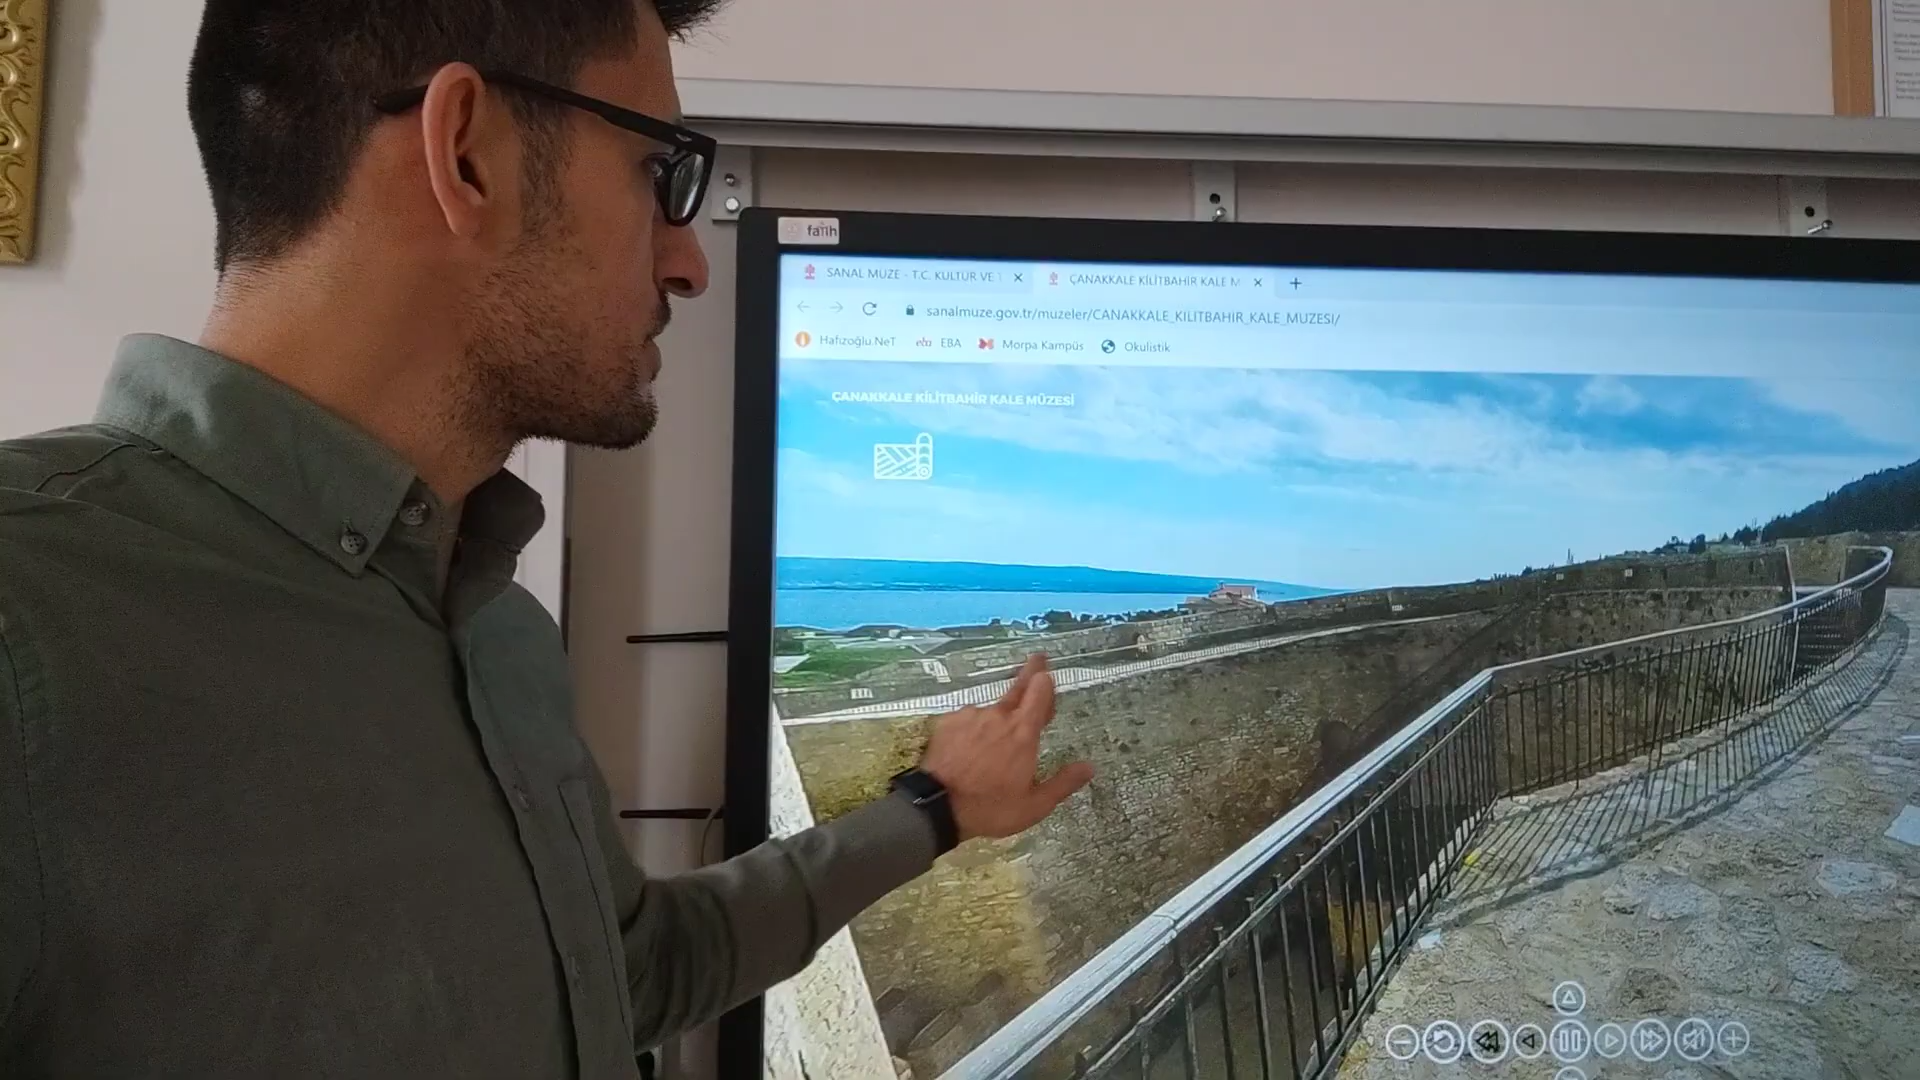 fatih
SANAL MÜZE - T.C. KÜLTÜR VE T
ÇANAKKALE KİLİTBAHİR KALE M
sanalmuze.gov.tr/muzeler/CANAKKALE_KILITBAHIR_KALE_MUZESI/
Hafızoğlu.NeT
eba EBA
Morpa Kampüs
Okulistik
ÇANAKKALE KİLİTBAHİR KALE MÜZESİ